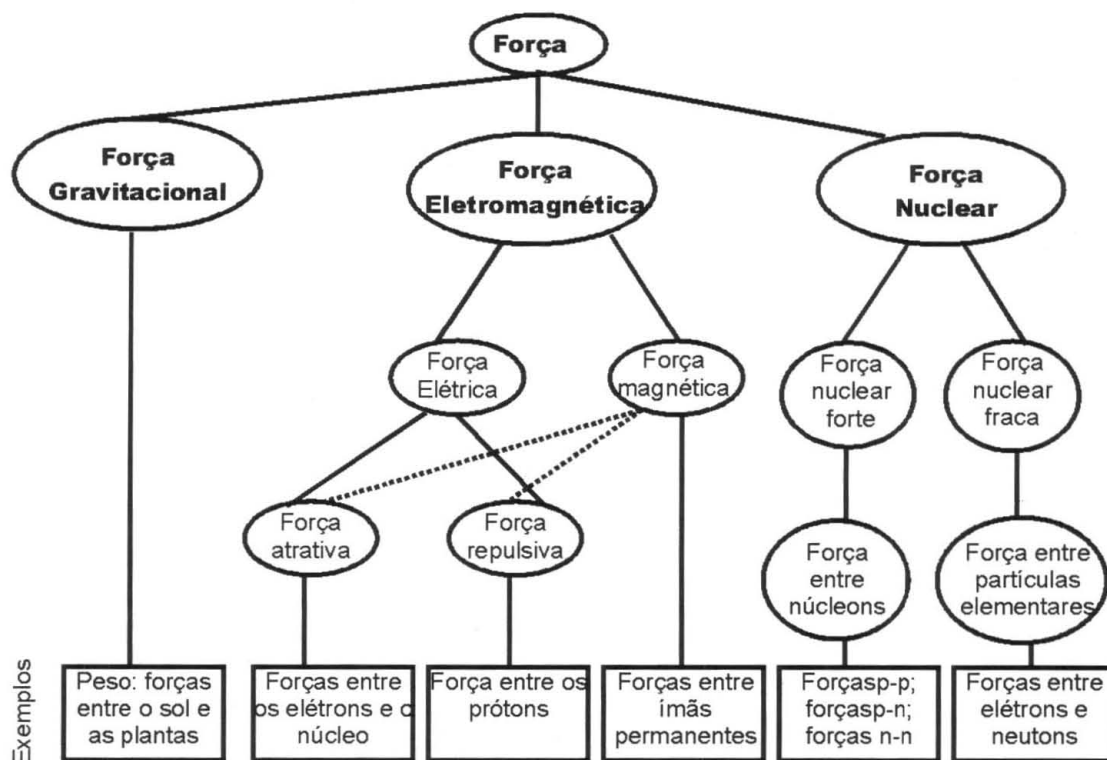 Força
Força
Gravitacional
Força
Eletromagnética
Força
Nuclear
Força
Elétrica
Força
magnética
Força
nuclear
forte
Força
nuclear
fraca
Força
atrativa
Força
repulsiva
Força
entre
núcleons
Força entre
partículas
elementares
Exemplos
Peso: forças
entre o sol e
as plantas
Forças entre
os elétrons e o
núcleo
Força entre os
prótons
Forças entre
ímãs
permanentes
Forçasp-p;
forçasp-n;
forças n-n
Forças entre
elétrons e
neutons